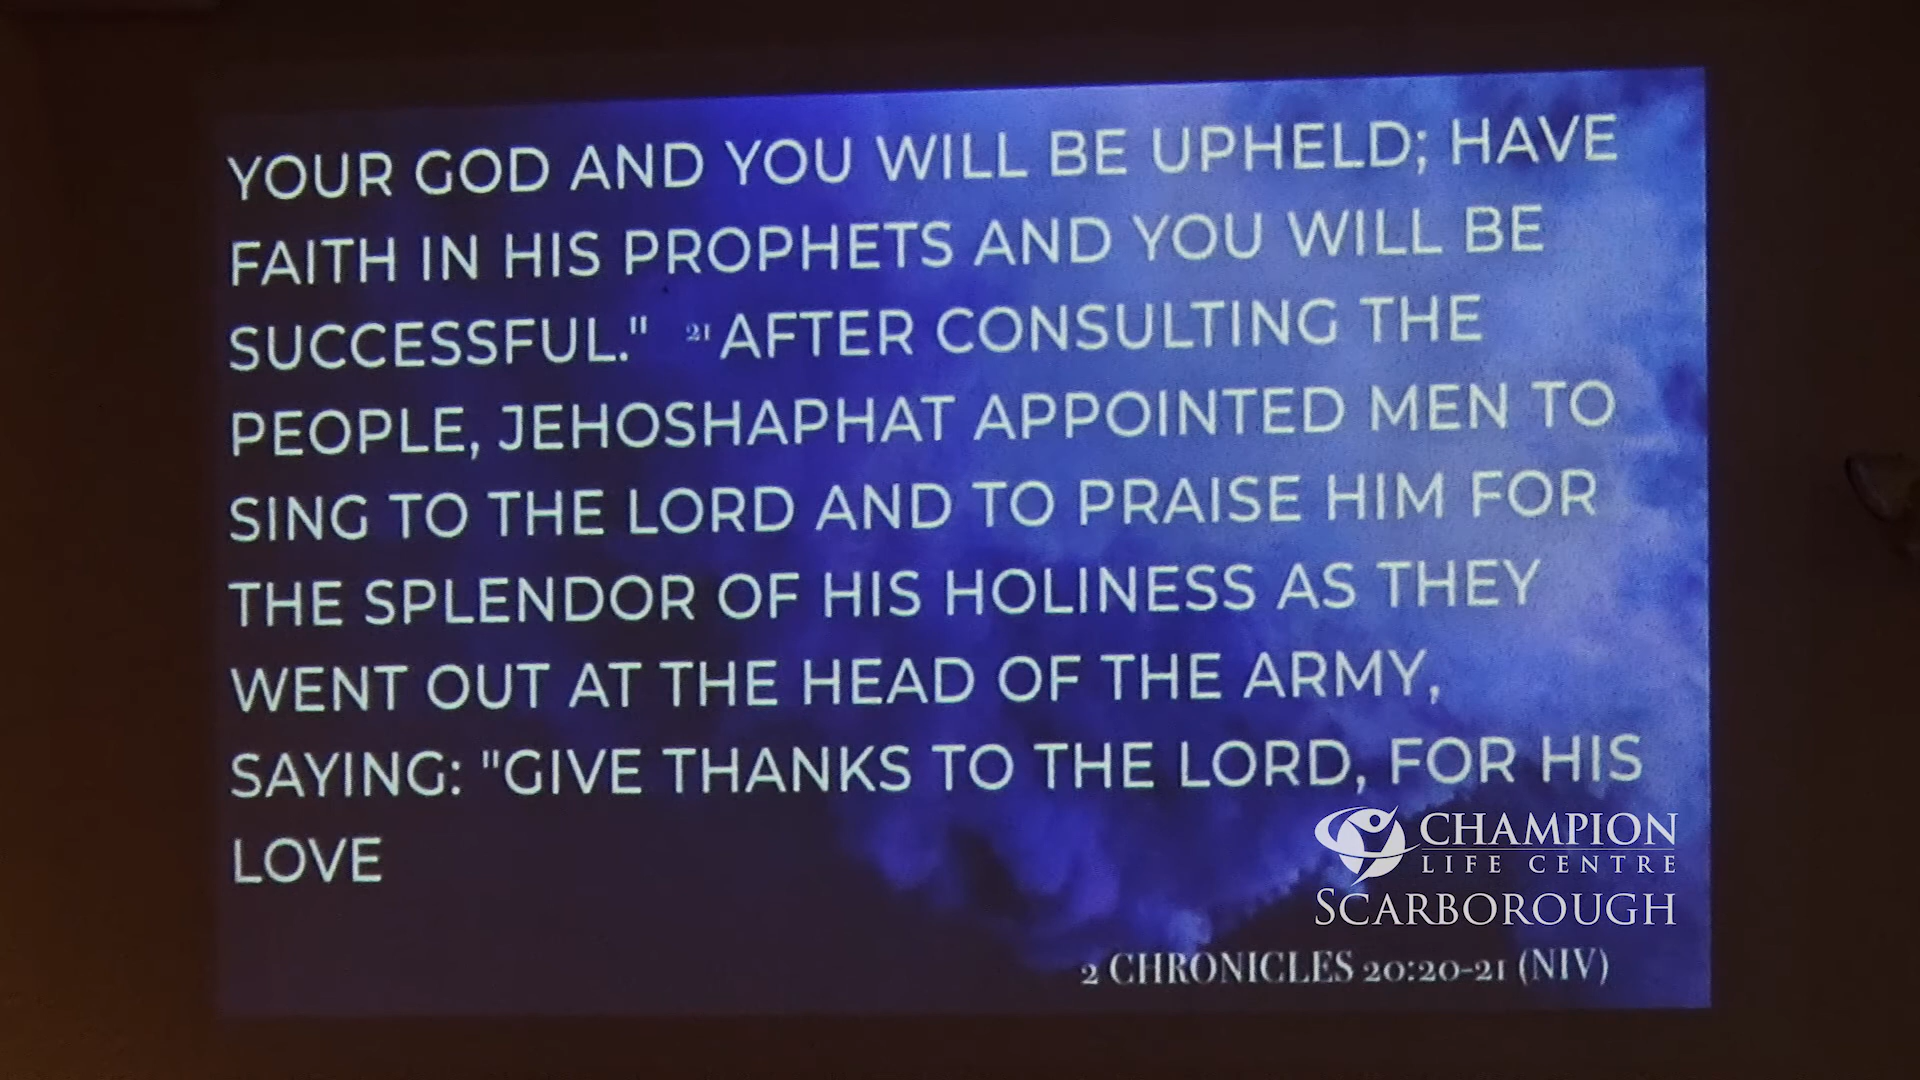 YOUR GOD AND YOU WILL BE UPHELD; HAVE
FAITH IN HIS PROPHETS AND YOU WILL BE
SUCCESSFUL." 21 AFTER CONSULTING THE
PEOPLE, JEHOSHAPHAT APPOINTED MEN TO
SING TO THE LORD AND TO PRAISE HIM FOR
THE SPLENDOR OF HIS HOLINESS AS THEY
WENT OUT AT THE HEAD OF THE ARMY,
SAYING: "GIVE THANKS TO THE LORD, FOR HIS
LOVE
CHAMPION
LIFE CENTRE
SCARBOROUGH
2 CHRONICLES 20:20-21 (NIV)